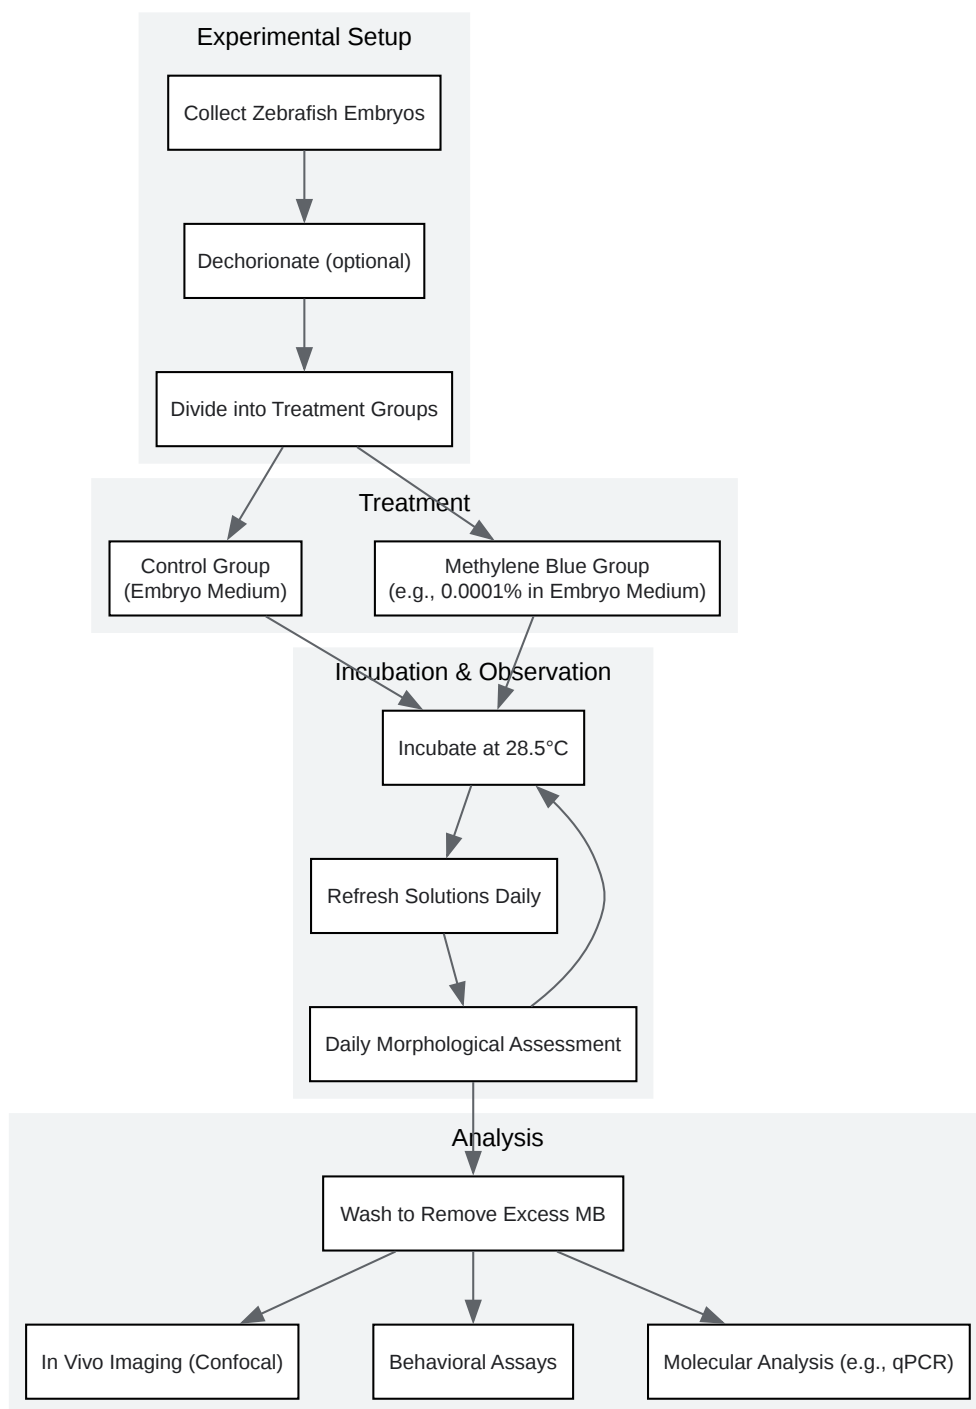 Experimental Setup
Collect Zebrafish Embryos
Dechorionate (optional)
Divide into Treatment Groups
Treatment
Control Group
(Embryo Medium)
Methylene Blue Group
(e.g., 0.0001% in Embryo Medium)
Incubation & Observation
Incubate at 28.5°C
Refresh Solutions Daily
Daily Morphological Assessment
Analysis
Wash to Remove Excess MB
In Vivo Imaging (Confocal)
Behavioral Assays
Molecular Analysis (e.g., qPCR)